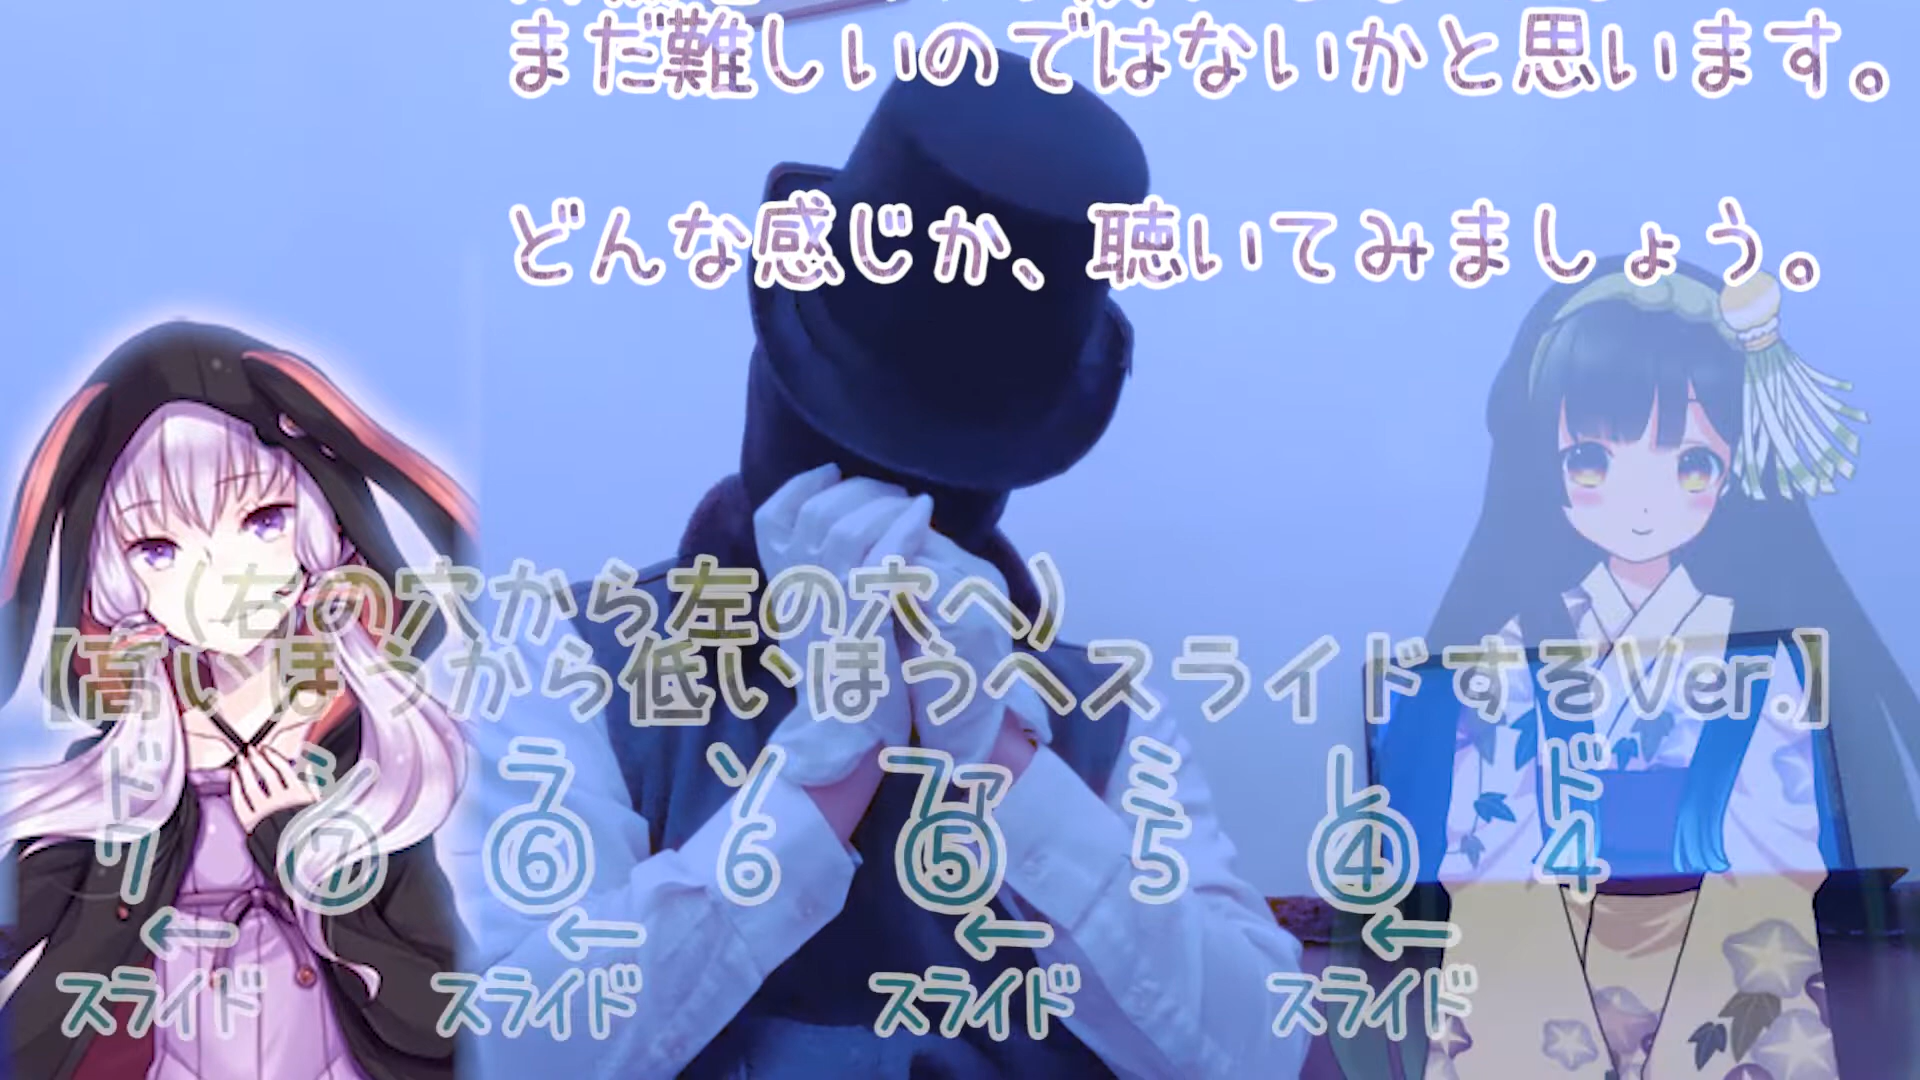 まだ難しいのではないかと思います。
どんな感じか、聴いてみましょう。
(右の穴から左の穴へ)
【高いほうから低いほうへスライドするVer.】
ド シ ラ ソ ファ ミ レ ド
7 ⑦ ⑥ 6 ⑤ 5 ④ 4
← ← ← ←
スライド スライド スライド スライド